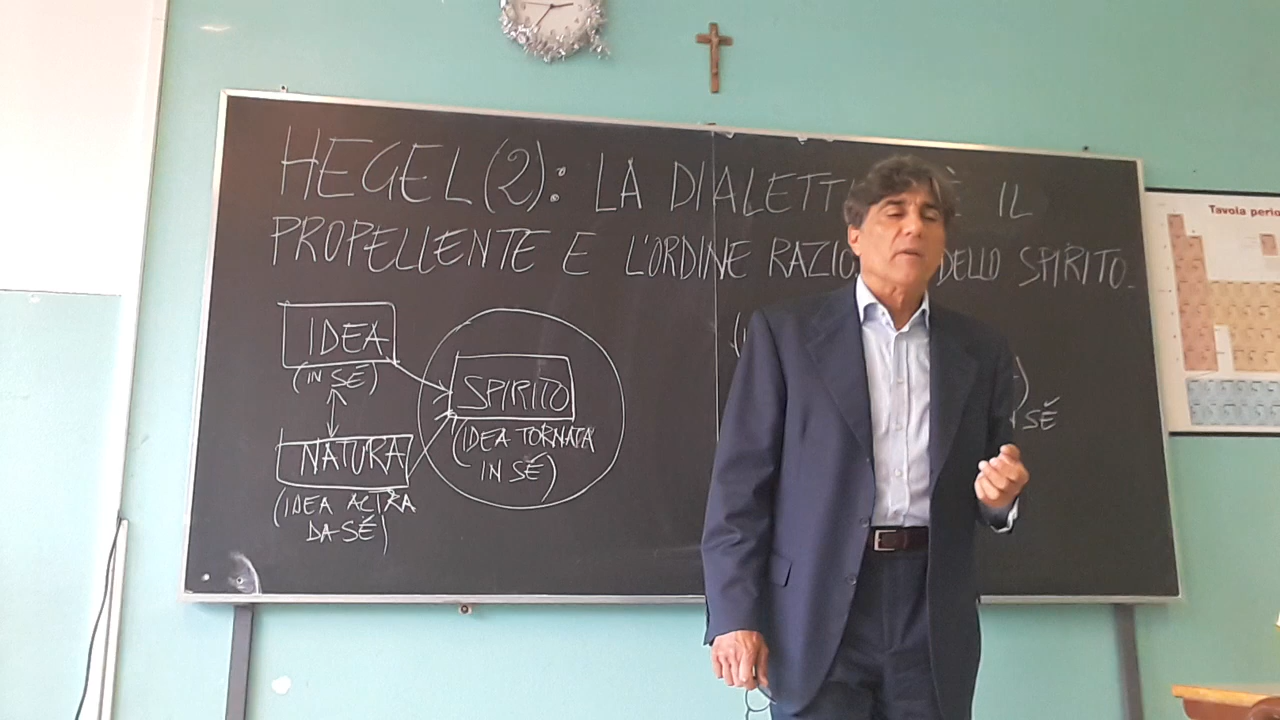 HEGEL (2): LA DIALETT È IL
PROPELLENTE E L'ORDINE RAZIO DELLO SPIRITO
IDEA
(IN SÉ)
NATURA
(IDEA ALTRA
DA SÉ)
SPIRITO
(IDEA TORNATA
IN SÉ)
SÉ
Tavola perio